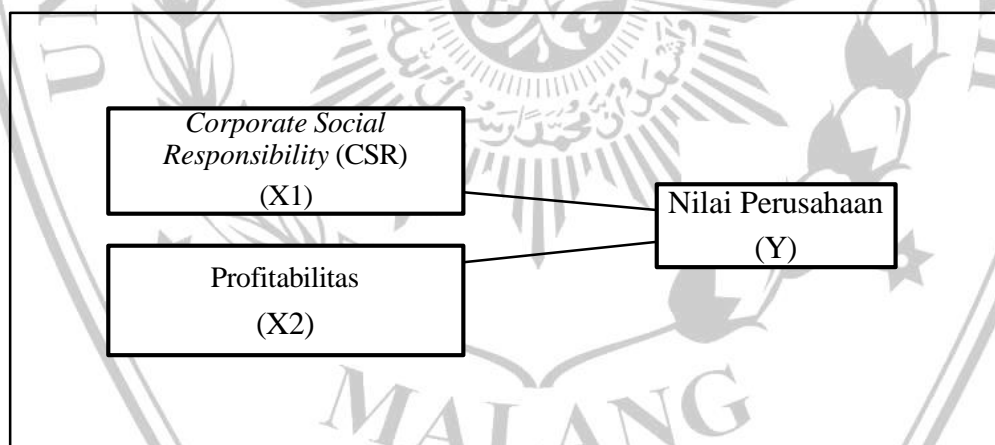 Corporate Social
Responsibility (CSR)
(X1)
Nilai Perusahaan
(Y)
Profitabilitas
(X2)
MALANG